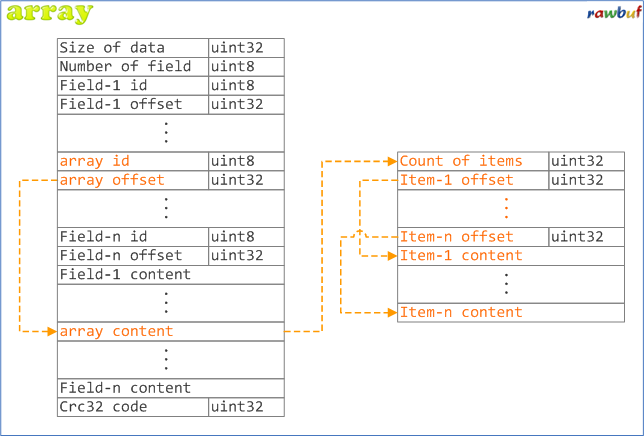 array
rawbuf
Size of data uint32
Number of field uint8
Field-1 id uint8
Field-1 offset uint32
array id uint8
array offset uint32
Field-n id uint8
Field-n offset uint32
Field-1 content
array content
Field-n content
Crc32 code uint32
Count of items uint32
Item-1 offset uint32
Item-n offset uint32
Item-1 content
Item-n content